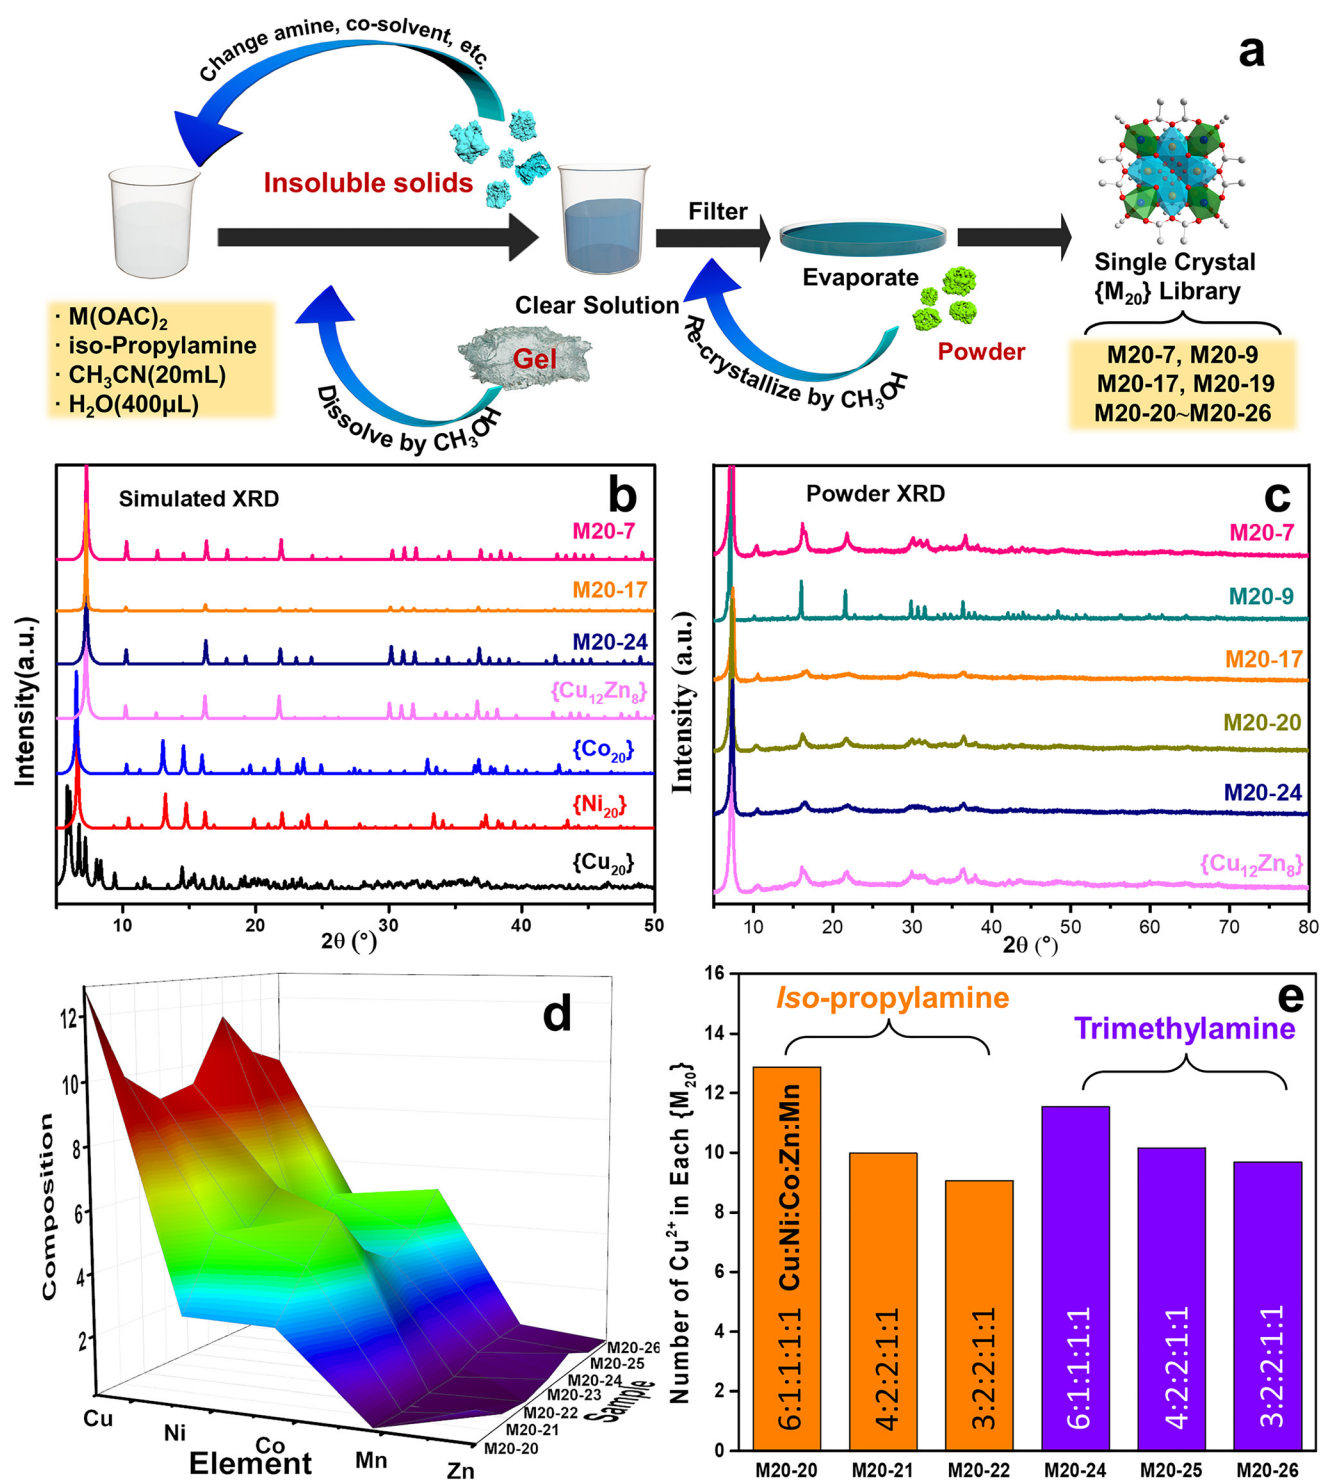 a
Change amine, co-solvent, etc.
Insoluble solids
Filter
Evaporate
Clear Solution
Single Crystal
{M₂₀} Library
· M(OAC)₂
· iso-Propylamine
· CH₃CN(20mL)
· H₂O(400μL)
Gel
Dissolve by CH₃OH
Re-crystallize by CH₃OH
Powder
M20-7, M20-9
M20-17, M20-19
M20-20~M20-26
b
Simulated XRD
M20-7
M20-17
M20-24
{Cu₁₂Zn₈}
{Co₂₀}
{Ni₂₀}
{Cu₂₀}
Intensity(a.u.)
10 20 30 40 50
2θ (°)
c
Powder XRD
M20-7
M20-9
M20-17
M20-20
M20-24
{Cu₁₂Zn₈}
Intensity (a.u.)
10 20 30 40 50 60 70 80
2θ (°)
d
Composition
12
10
8
6
4
2
Cu
Ni
Co
Mn
Zn
Element
M20-26
M20-25
M20-24
M20-23
M20-22
M20-21
M20-20
Sample
e
Iso-propylamine
Trimethylamine
Number of Cu²⁺ in Each {M₂₀}
16
14
12
10
8
6
4
2
0
6:1:1:1:1 Cu:Ni:Co:Zn:Mn
4:2:2:1:1
3:2:2:1:1
6:1:1:1:1
4:2:2:1:1
3:2:2:1:1
M20-20 M20-21 M20-22 M20-24 M20-25 M20-26